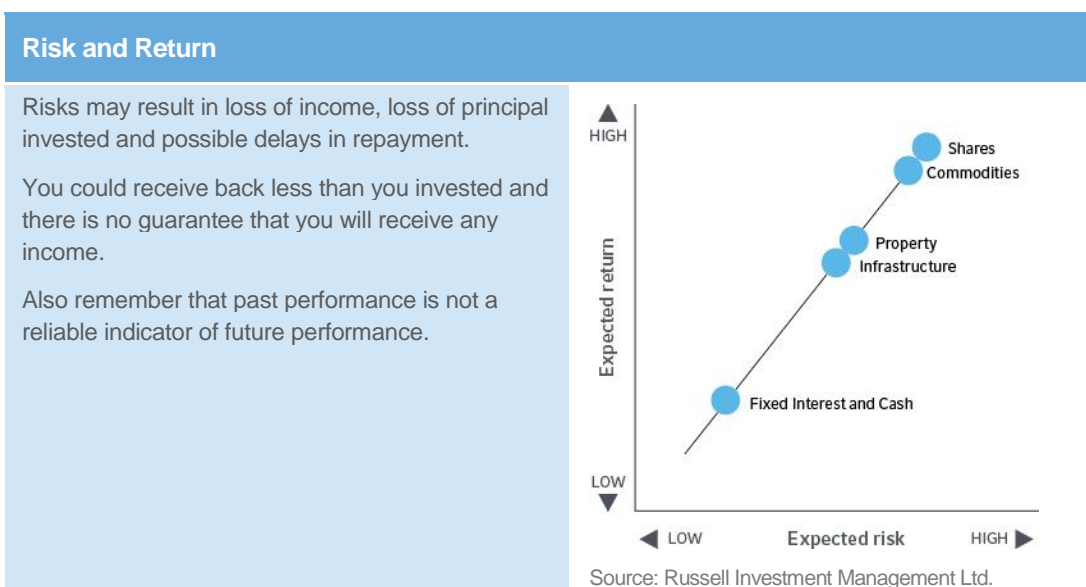 Risk and Return
Risks may result in loss of income, loss of principal
invested and possible delays in repayment.
You could receive back less than you invested and
there is no guarantee that you will receive any
income.
Also remember that past performance is not a
reliable indicator of future performance.
HIGH
Shares
Commodities
Property
Infrastructure
Expected return
Fixed Interest and Cash
LOW
LOW Expected risk HIGH
Source: Russell Investment Management Ltd.